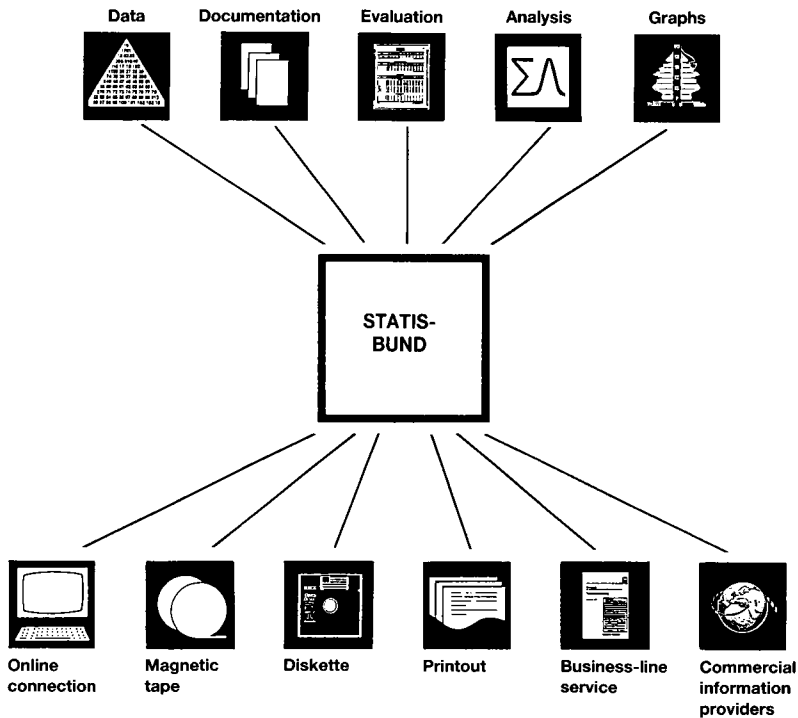 Data Documentation Evaluation Analysis Graphs
STATIS-
BUND
Online
connection
Magnetic
tape
Diskette
Printout
Business-line
service
Commercial
information
providers